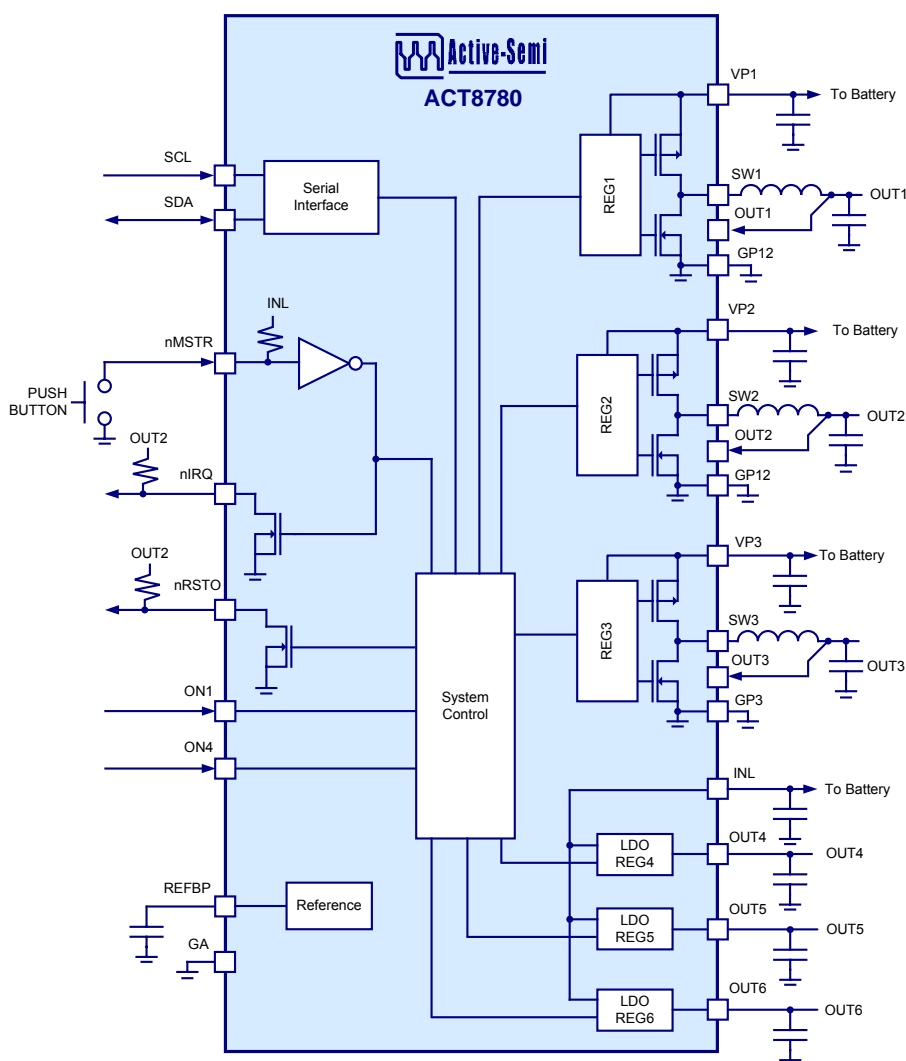 Active-Semi
ACT8780
VP1
To Battery
SCL
SDA
Serial
Interface
REG1
SW1
OUT1
OUT1
GP12
INL
nMSTR
PUSH
BUTTON
VP2
To Battery
REG2
SW2
OUT2
OUT2
GP12
OUT2
nIRQ
OUT2
nRSTO
VP3
To Battery
REG3
SW3
OUT3
OUT3
GP3
System
Control
ON1
ON4
INL
To Battery
LDO
REG4
OUT4
OUT4
REFBP
Reference
GA
LDO
REG5
OUT5
OUT5
LDO
REG6
OUT6
OUT6